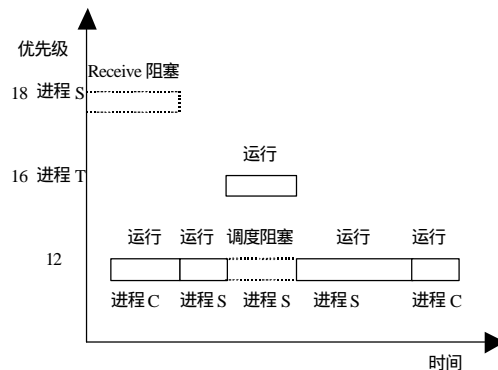 优先级
Receive 阻塞
18 进程 S
运行
16 进程 T
运行 运行 调度阻塞 运行 运行
12
进程 C 进程 S 进程 S 进程 S 进程 C
时间